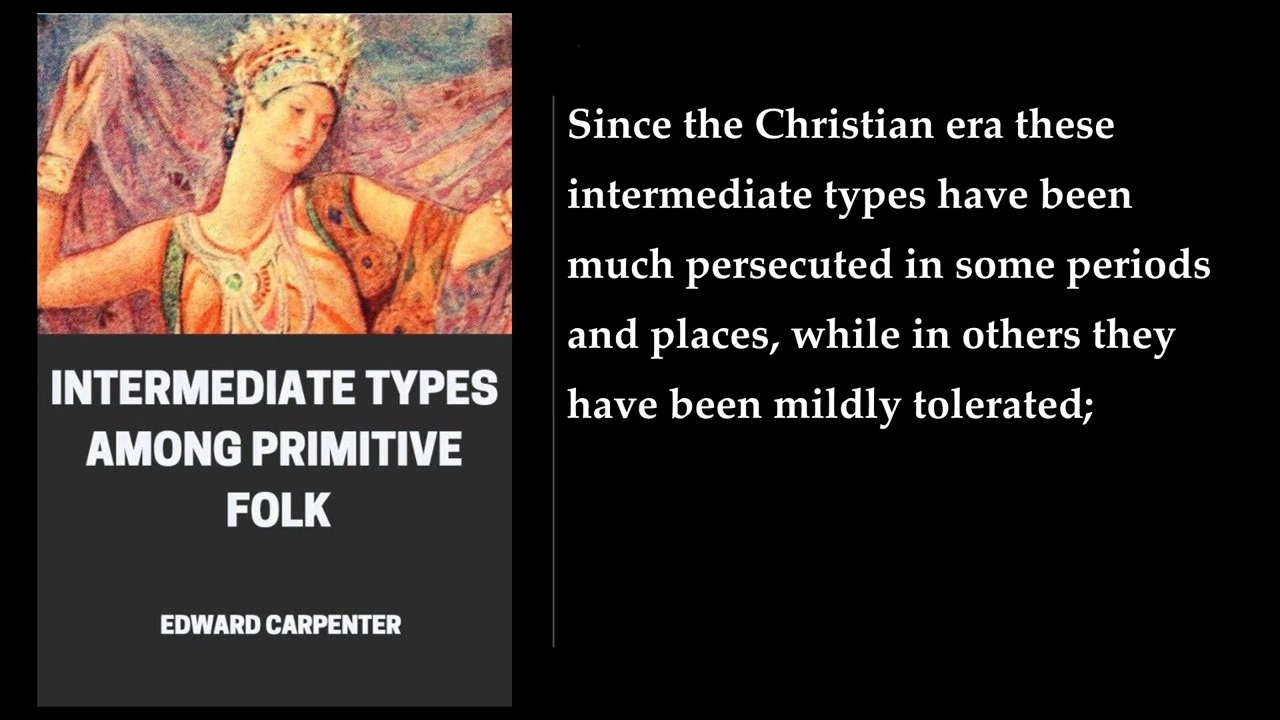 INTERMEDIATE TYPES
AMONG PRIMITIVE
FOLK
EDWARD CARPENTER
Since the Christian era these
intermediate types have been
much persecuted in some periods
and places, while in others they
have been mildly tolerated;